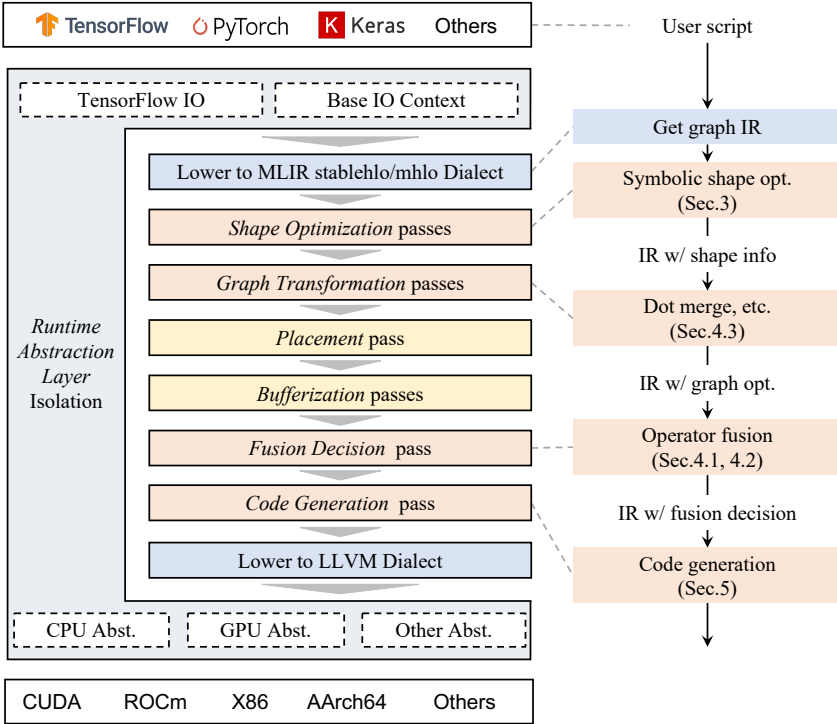 TensorFlow PyTorch K Keras Others
TensorFlow IO Base IO Context
Lower to MLIR stablehlo/mhlo Dialect
Shape Optimization passes
Graph Transformation passes
Placement pass
Bufferization passes
Fusion Decision pass
Code Generation pass
Lower to LLVM Dialect
Runtime
Abstraction
Layer
Isolation
CPU Abst. GPU Abst. Other Abst.
CUDA ROCm X86 AArch64 Others
User script
Get graph IR
Symbolic shape opt.
(Sec.3)
IR w/ shape info
Dot merge, etc.
(Sec.4.3)
IR w/ graph opt.
Operator fusion
(Sec.4.1, 4.2)
IR w/ fusion decision
Code generation
(Sec.5)